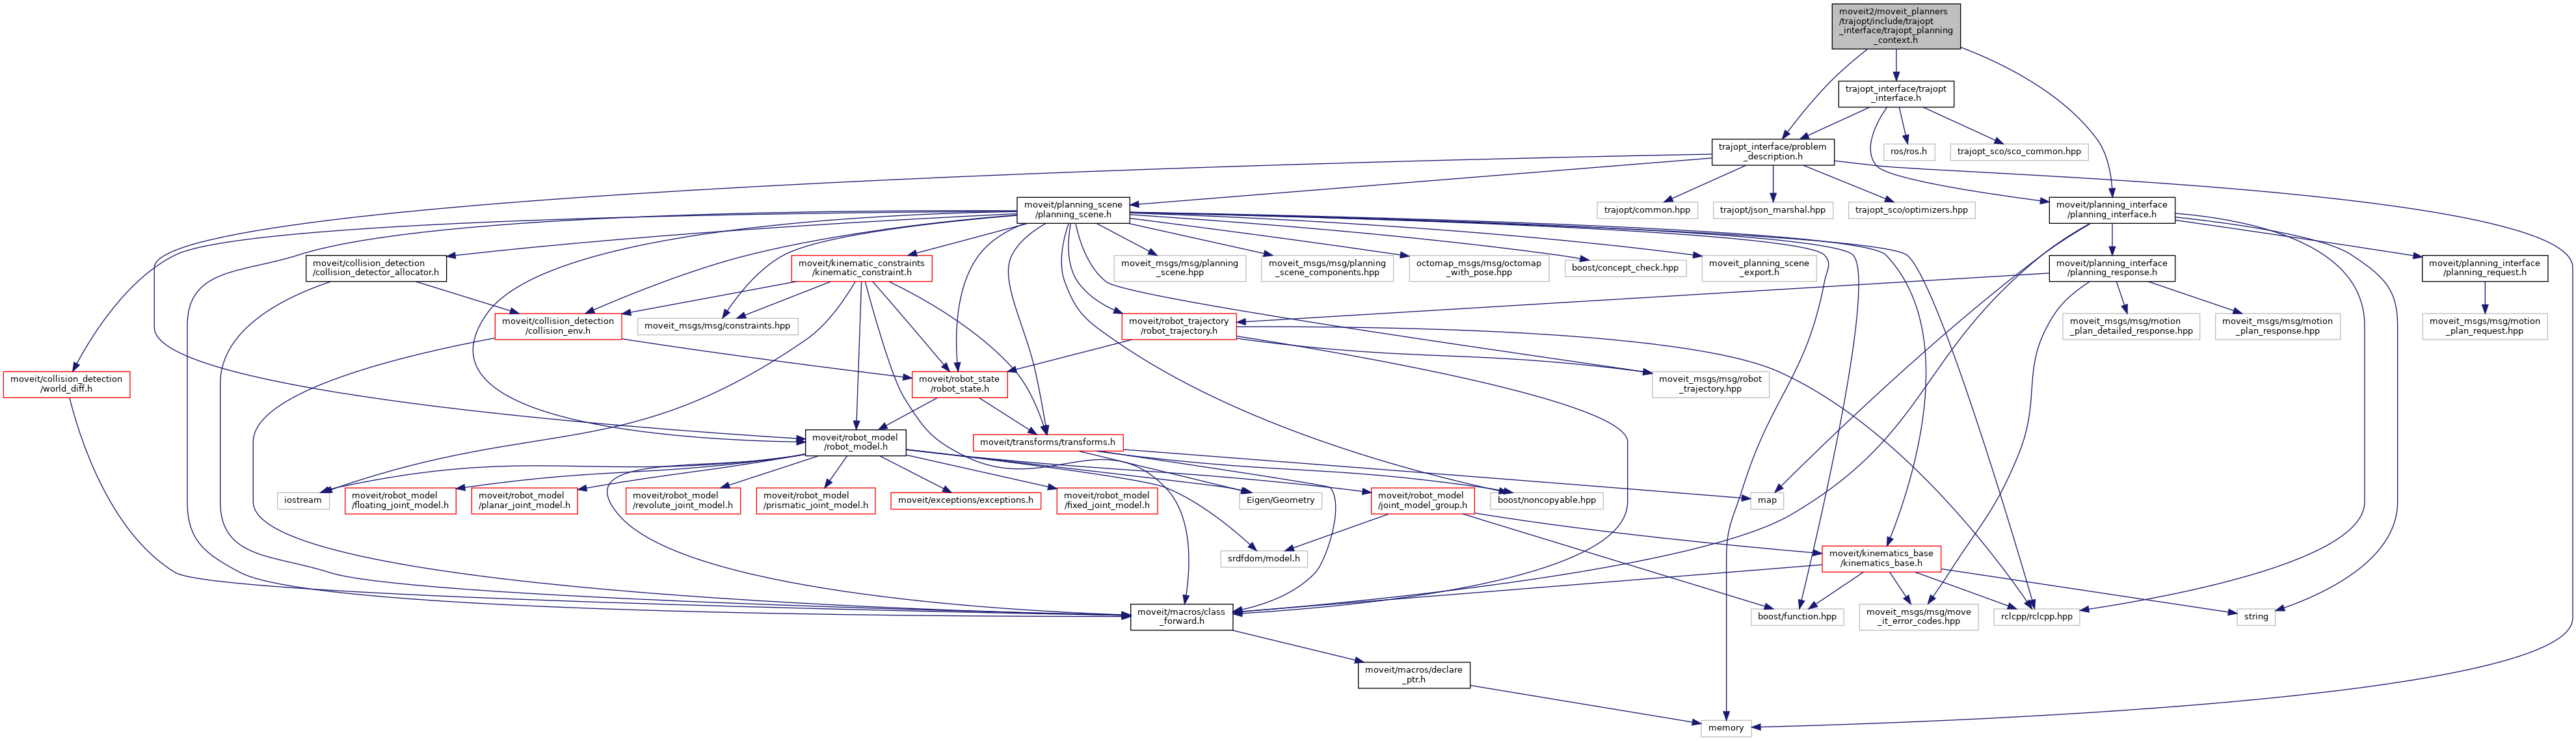 moveit2/moveit_planners
/trajopt/include/trajopt
_interface/trajopt_planning
_context.h
trajopt_interface/trajopt
_interface.h
trajopt_interface/problem
_description.h
ros/ros.h
trajopt_sco/sco_common.hpp
moveit/planning_scene
/planning_scene.h
trajopt/common.hpp
trajopt/json_marshal.hpp
trajopt_sco/optimizers.hpp
moveit/planning_interface
/planning_interface.h
moveit/collision_detection
/collision_detector_allocator.h
moveit/kinematic_constraints
/kinematic_constraint.h
moveit_msgs/msg/planning
_scene.hpp
moveit_msgs/msg/planning
_scene_components.hpp
octomap_msgs/msg/octomap
_with_pose.hpp
boost/concept_check.hpp
moveit_planning_scene
_export.h
moveit/planning_interface
/planning_response.h
moveit/planning_interface
/planning_request.h
moveit/collision_detection
/collision_env.h
moveit_msgs/msg/constraints.hpp
moveit/robot_trajectory
/robot_trajectory.h
moveit_msgs/msg/motion
_plan_detailed_response.hpp
moveit_msgs/msg/motion
_plan_response.hpp
moveit_msgs/msg/motion
_plan_request.hpp
moveit/collision_detection
/world_diff.h
moveit/robot_state
/robot_state.h
moveit_msgs/msg/robot
_trajectory.hpp
moveit/robot_model
/robot_model.h
moveit/transforms/transforms.h
iostream
moveit/robot_model
/floating_joint_model.h
moveit/robot_model
/planar_joint_model.h
moveit/robot_model
/revolute_joint_model.h
moveit/robot_model
/prismatic_joint_model.h
moveit/exceptions/exceptions.h
moveit/robot_model
/fixed_joint_model.h
Eigen/Geometry
moveit/robot_model
/joint_model_group.h
boost/noncopyable.hpp
map
srdfdom/model.h
moveit/kinematics_base
/kinematics_base.h
moveit/macros/class
_forward.h
boost/function.hpp
moveit_msgs/msg/move
_it_error_codes.hpp
rclcpp/rclcpp.hpp
string
moveit/macros/declare
_ptr.h
memory